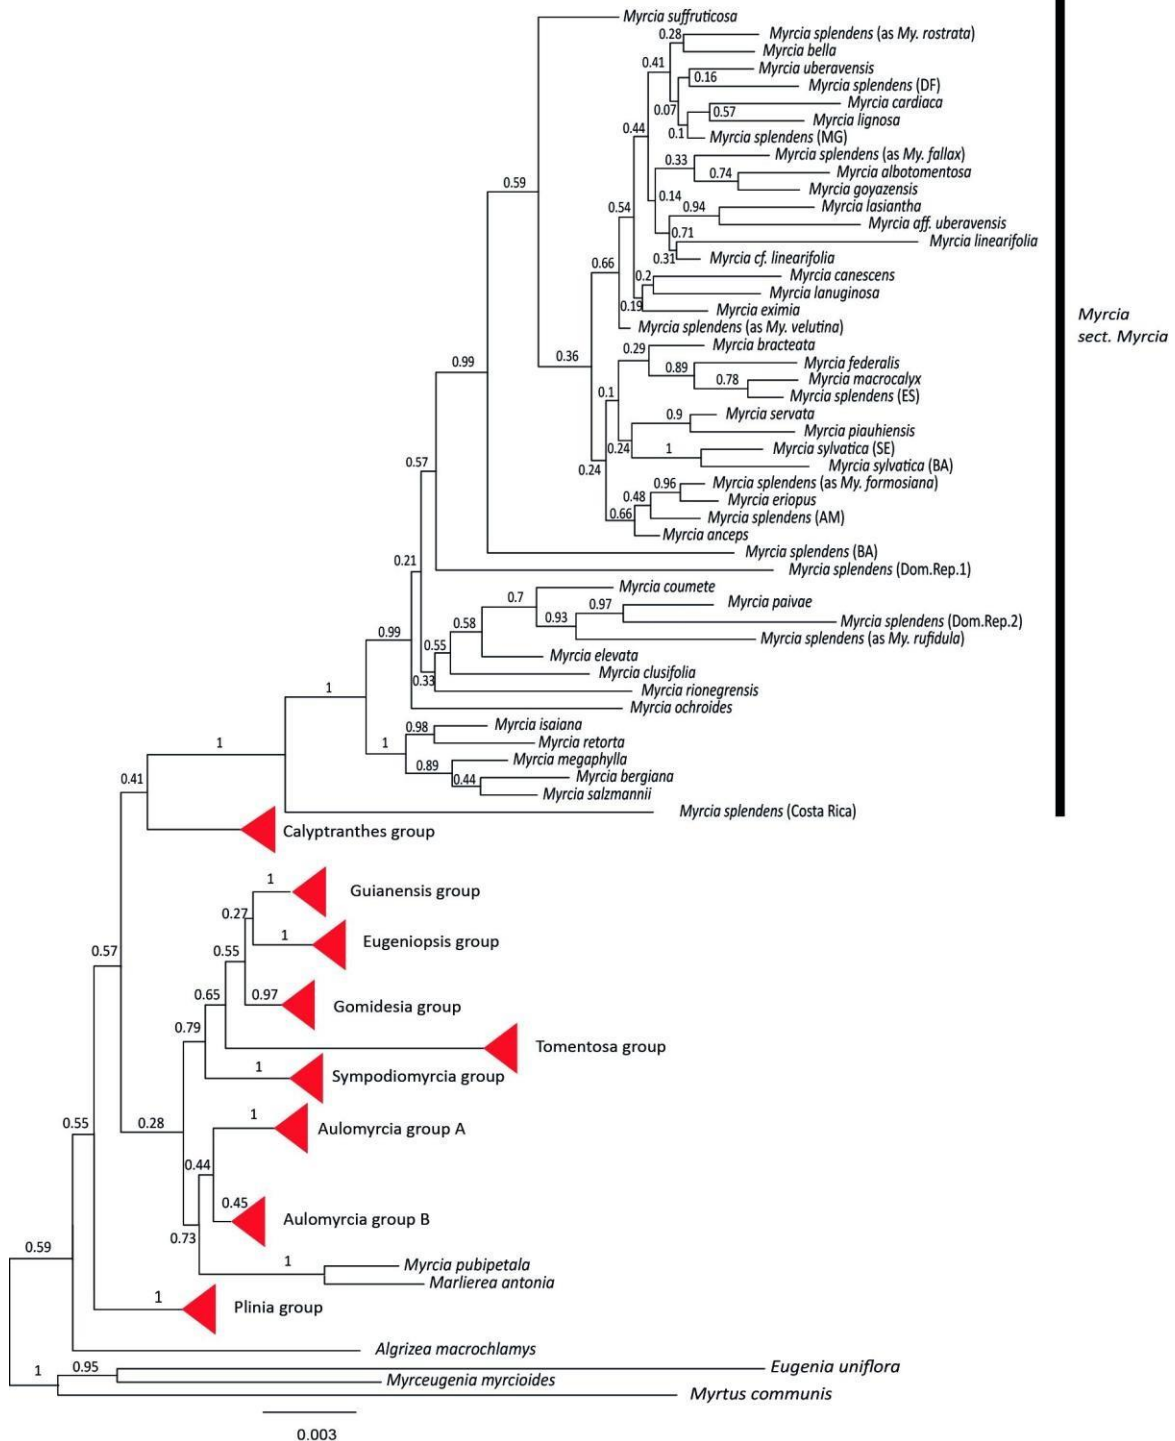 Myrcia suffruticosa
0.28
Myrcia splendens (as My. rostrata)
Myrcia bella
0.41
Myrcia uberavensis
0.16
Myrcia splendens (DF)
Myrcia cardiaca
0.07
0.57
Myrcia lignosa
0.44
0.1
Myrcia splendens (MG)
0.33
Myrcia splendens (as My. fallax)
0.74
Myrcia albotomentosa
0.59
Myrcia goyazensis
0.14
0.54
0.94
Myrcia lasiantha
Myrcia aff. uberavensis
0.71
Myrcia linearifolia
0.31
Myrcia cf. linearifolia
0.66
0.2
Myrcia canescens
Myrcia lanuginosa
0.19
Myrcia eximia
Myrcia
sect. Myrcia
Myrcia splendens (as My. velutina)
0.29
Myrcia bracteata
0.99
0.36
0.89
Myrcia federalis
0.78
Myrcia macrocalyx
0.1
Myrcia splendens (ES)
0.9
Myrcia servata
Myrcia piauhiensis
0.24
1
Myrcia sylvatica (SE)
0.57
0.24
Myrcia sylvatica (BA)
0.96
Myrcia splendens (as My. formosiana)
0.48
Myrcia eriopus
0.66
Myrcia splendens (AM)
Myrcia anceps
Myrcia splendens (BA)
0.21
Myrcia splendens (Dom.Rep.1)
0.7
Myrcia coumete
0.97
Myrcia paivae
0.93
Myrcia splendens (Dom.Rep.2)
0.99
0.58
Myrcia splendens (as My. rufidula)
0.55
Myrcia elevata
0.33
Myrcia clusifolia
1
Myrcia rionegrensis
Myrcia ochroides
0.98
Myrcia isaiana
1
1
Myrcia retorta
0.89
Myrcia megaphylla
0.41
0.44
Myrcia bergiana
Myrcia salzmannii
Myrcia splendens (Costa Rica)
Calyptranthes group
1
Guianensis group
0.27
1
Eugeniopsis group
0.57
0.55
0.65
0.97
Gomidesia group
0.79
Tomentosa group
1
Sympodiomyrcia group
0.55
0.28
1
Aulomyrcia group A
0.44
0.45
Aulomyrcia group B
0.73
0.59
1
Myrcia pubipetala
Marlierea antonia
1
Plinia group
Algrizea macrochlamys
1
0.95
Eugenia uniflora
Myrceugenia myrcioides
Myrtus communis
0.003